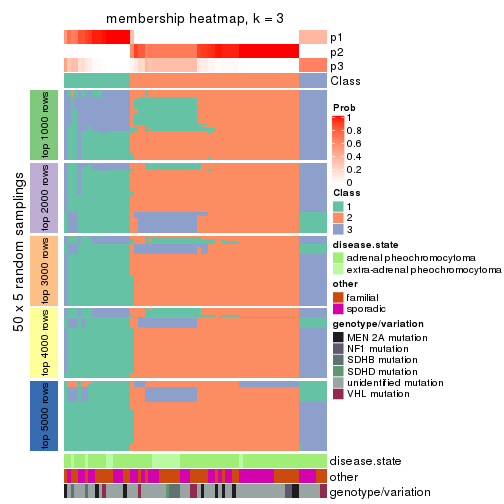 membership heatmap, k = 3
p1
p2
p3
Class
50 x 5 random samplings
top 1000 rows
top 2000 rows
top 3000 rows
top 4000 rows
top 5000 rows
Prob
1
0.8
0.6
0.4
0.2
0
Class
1
2
3
disease.state
adrenal pheochromocytoma
extra-adrenal pheochromocytoma
other
familial
sporadic
genotype/variation
MEN 2A mutation
NF1 mutation
SDHB mutation
SDHD mutation
unidentified mutation
VHL mutation
disease.state
other
genotype/variation